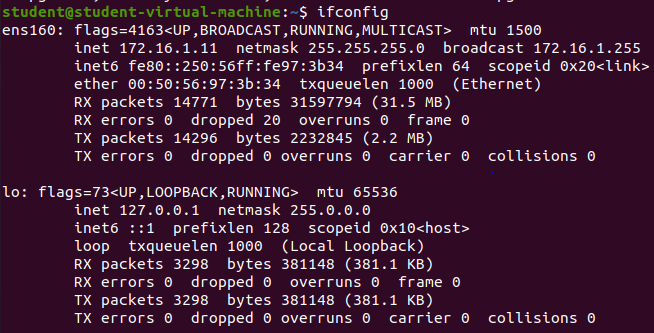 student@student-virtual-machine:~$ ifconfig
ens160: flags=4163<UP,BROADCAST,RUNNING,MULTICAST>  mtu 1500
        inet 172.16.1.11  netmask 255.255.255.0  broadcast 172.16.1.255
        inet6 fe80::250:56ff:fe97:3b34  prefixlen 64  scopeid 0x20<link>
        ether 00:50:56:97:3b:34  txqueuelen 1000  (Ethernet)
        RX packets 14771  bytes 31597794 (31.5 MB)
        RX errors 0  dropped 20  overruns 0  frame 0
        TX packets 14296  bytes 2232845 (2.2 MB)
        TX errors 0  dropped 0 overruns 0  carrier 0  collisions 0

lo: flags=73<UP,LOOPBACK,RUNNING>  mtu 65536
        inet 127.0.0.1  netmask 255.0.0.0
        inet6 ::1  prefixlen 128  scopeid 0x10<host>
        loop  txqueuelen 1000  (Local Loopback)
        RX packets 3298  bytes 381148 (381.1 KB)
        RX errors 0  dropped 0  overruns 0  frame 0
        TX packets 3298  bytes 381148 (381.1 KB)
        TX errors 0  dropped 0 overruns 0  carrier 0  collisions 0